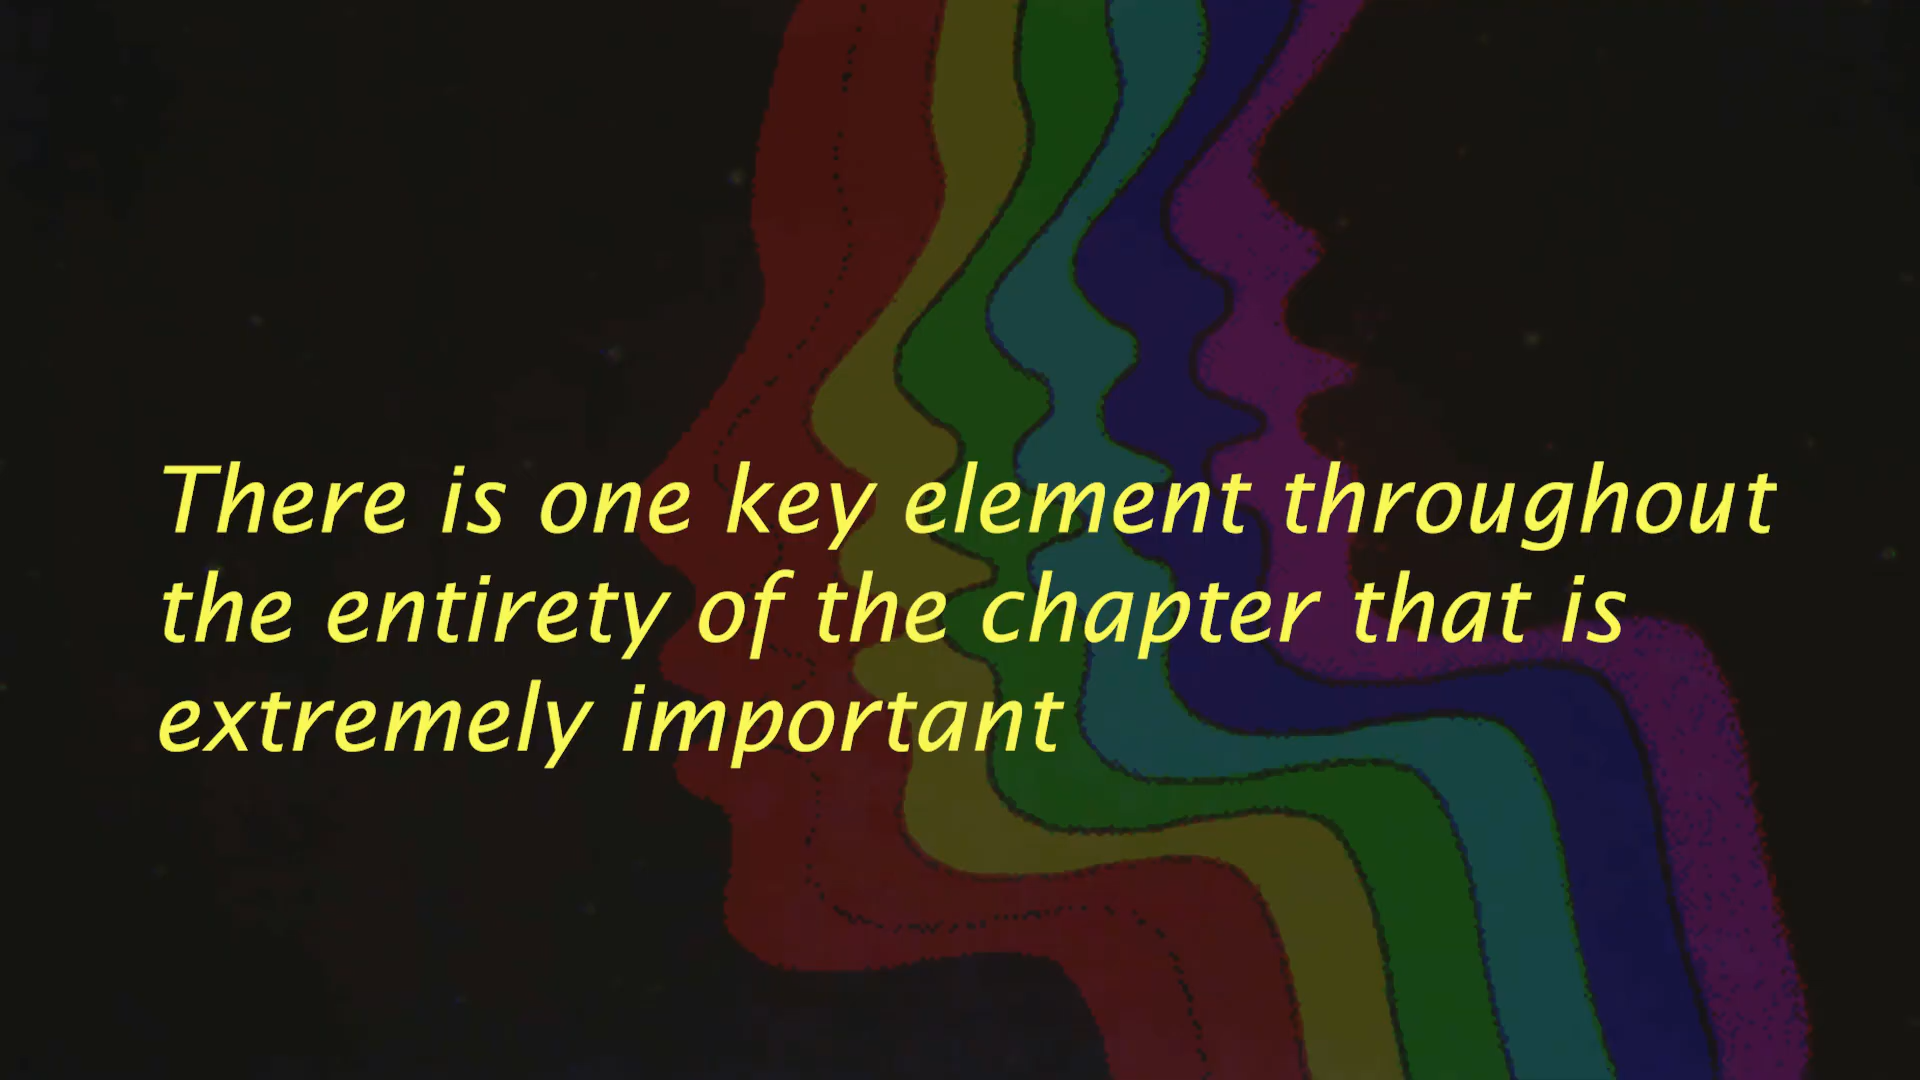 There is one key element throughout
the entirety of the chapter that is
extremely important